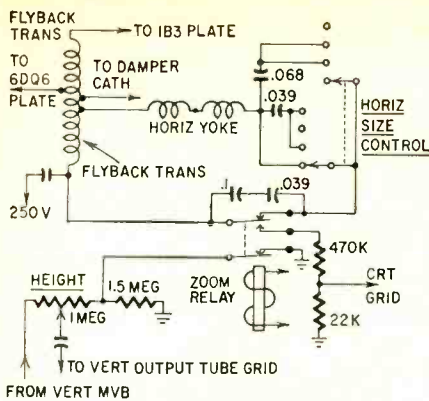 FLYBACK
TRANS
TO 1B3 PLATE
TO
6DQ6
PLATE
TO DAMPER
CATH
HORIZ YOKE
.068
.039
HORIZ
SIZE
CONTROL
FLYBACK TRANS
250 V
.1
.039
470K
HEIGHT
1 MEG
1.5 MEG
ZOOM
RELAY
CRT
GRID
22K
TO VERT OUTPUT TUBE GRID
FROM VERT MVB